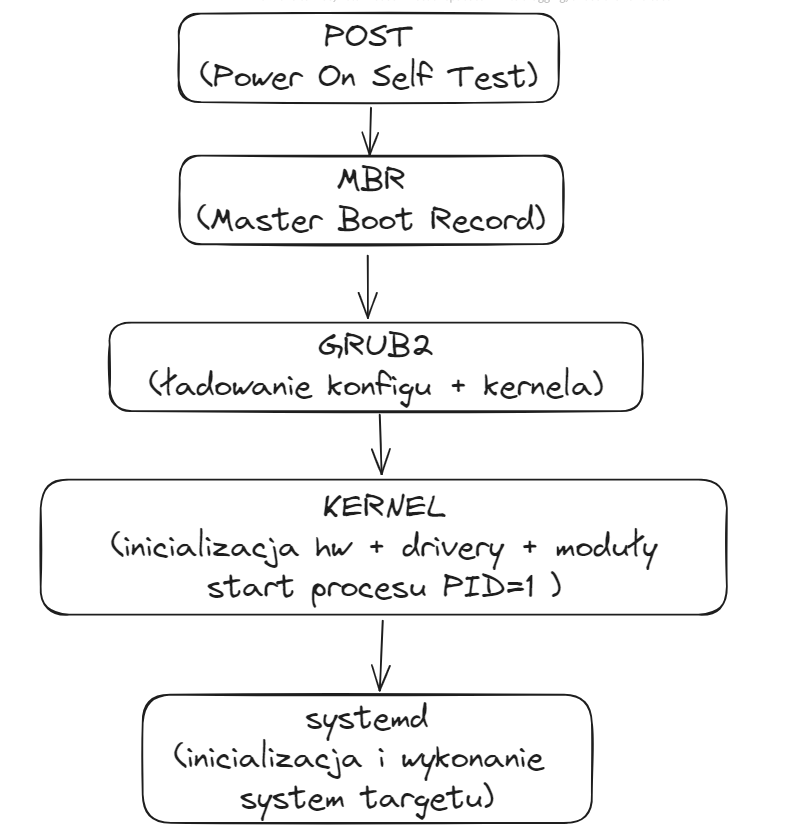 POST
(Power On Self Test)
MBR
(Master Boot Record)
GRUB2
(ładowanie konfigu + kernela)
KERNEL
(inicializacja hw + drivery + moduły
start procesu PID=1 )
systemd
(inicializacja i wykonanie
system targetu)